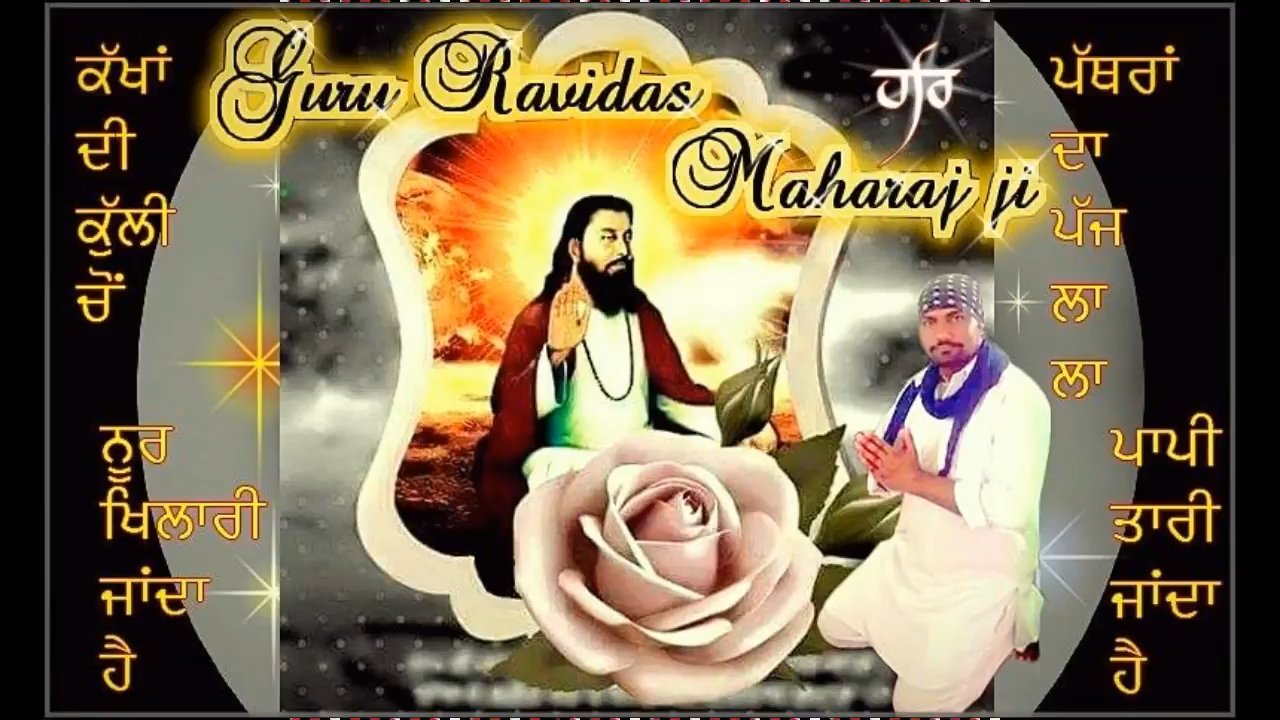 ਕੱਖਾਂ
ਦੀ
ਕੁੱਲੀ
ਚੋਂ
ਨੂਰ
ਖਿਲਾਰੀ
ਜਾਂਦਾ
ਹੈ
Guru Ravidas
Maharaj ji
ਹਰਿ
ਪੱਥਰਾਂ
ਦਾ
ਪੱਜ
ਲਾ
ਲਾ
ਪਾਪੀ
ਤਾਰੀ
ਜਾਂਦਾ
ਹੈ